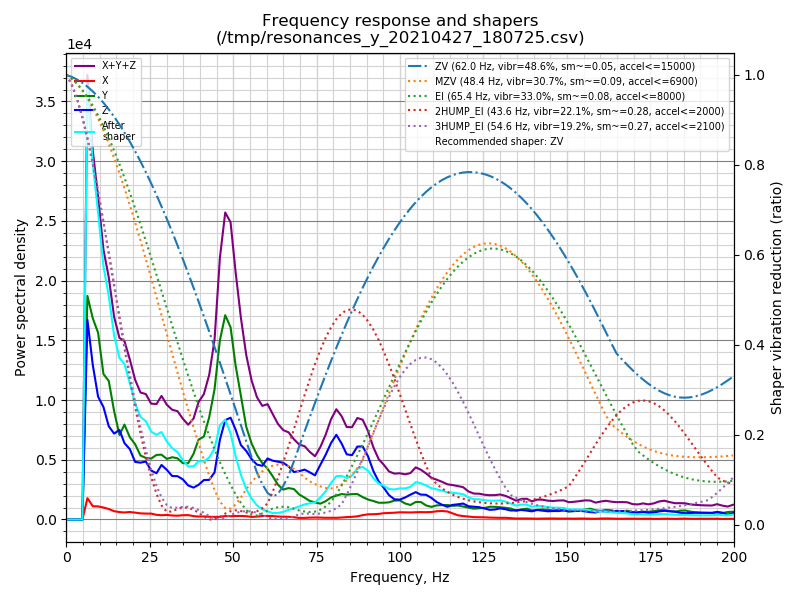 Frequency response and shapers
(/tmp/resonances_y_20210427_180725.csv)
1e4
X+Y+Z
X
Y
Z
After
shaper
ZV (62.0 Hz, vibr=48.6%, sm~=0.05, accel<=15000)
MZV (48.4 Hz, vibr=30.7%, sm~=0.09, accel<=6900)
EI (65.4 Hz, vibr=33.0%, sm~=0.08, accel<=8000)
2HUMP_EI (43.6 Hz, vibr=22.1%, sm~=0.28, accel<=2000)
3HUMP_EI (54.6 Hz, vibr=19.2%, sm~=0.27, accel<=2100)
Recommended shaper: ZV
Power spectral density
3.5
3.0
2.5
2.0
1.5
1.0
0.5
0.0
1.0
0.8
0.6
0.4
0.2
0.0
Shaper vibration reduction (ratio)
0 25 50 75 100 125 150 175 200
Frequency, Hz